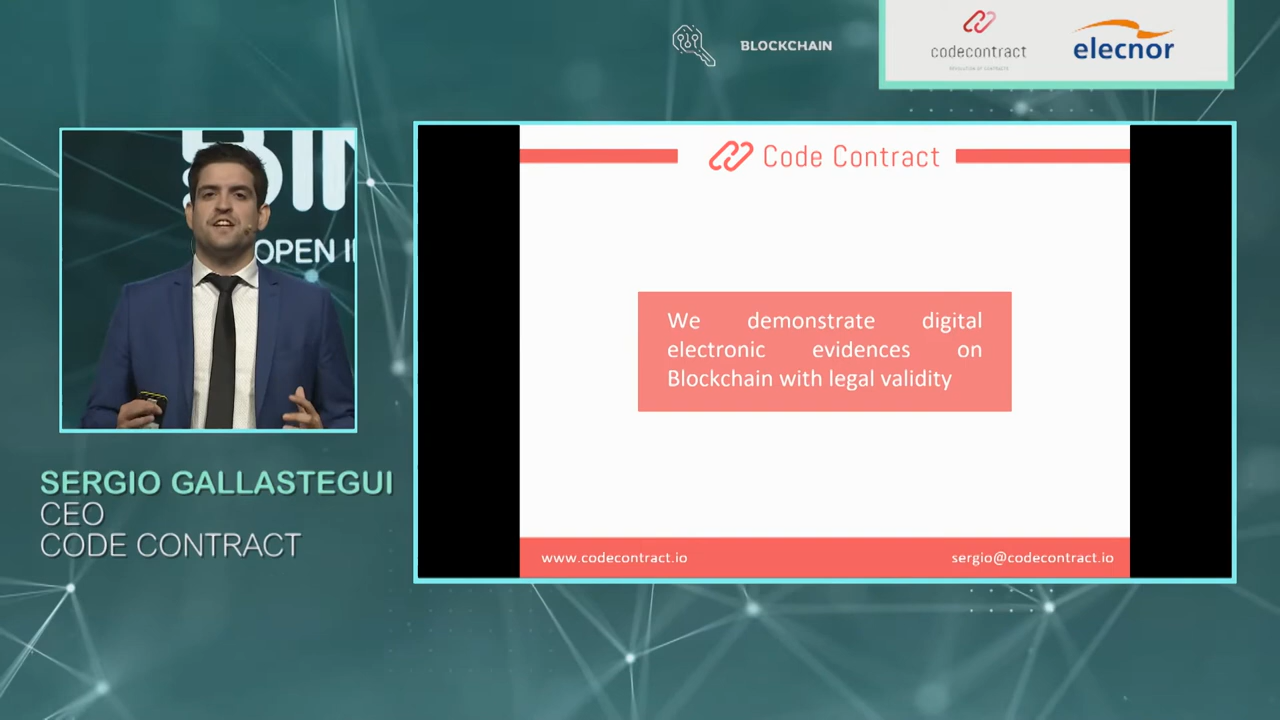 BLOCKCHAIN
codecontract
elecnor
BIN
OPEN I
Code Contract
We demonstrate digital
electronic evidences on
Blockchain with legal validity
SERGIO GALLASTEGUI
CEO
CODE CONTRACT
www.codecontract.io
sergio@codecontract.io